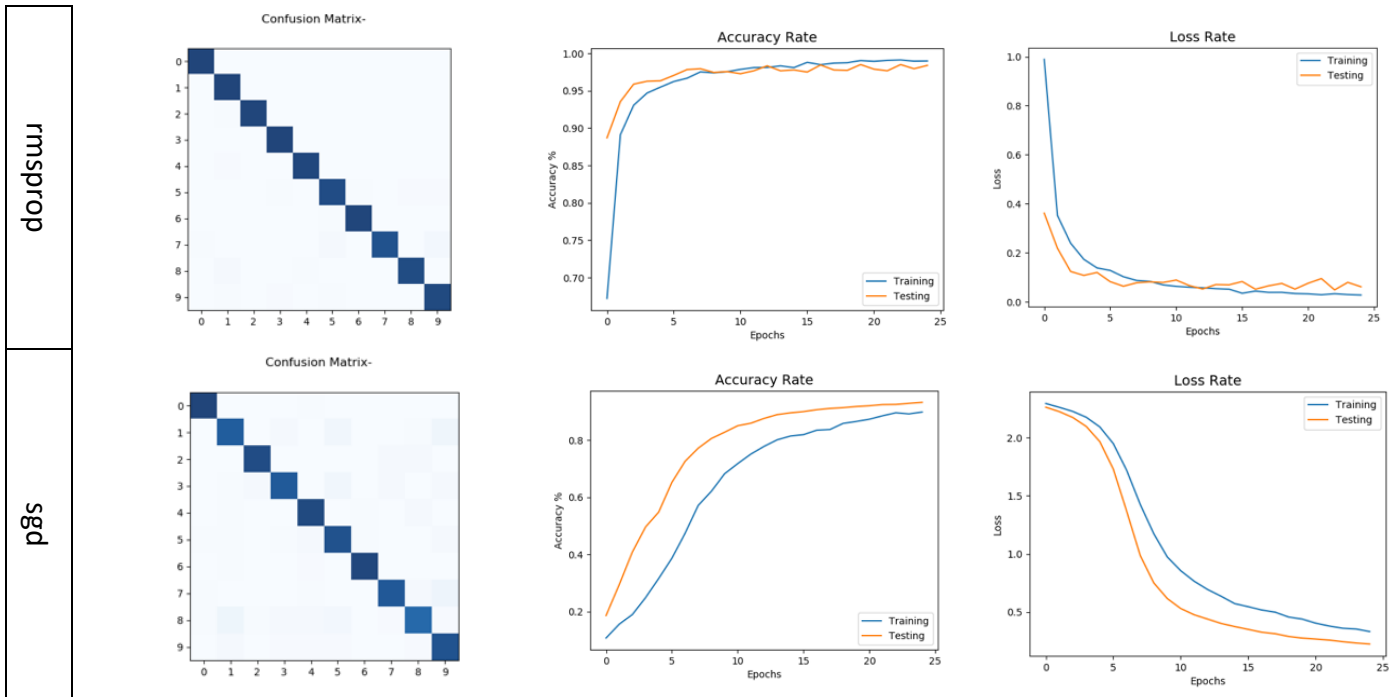 rmsprop
Confusion Matrix-
0
1
2
3
4
5
6
7
8
9
0 1 2 3 4 5 6 7 8 9
Accuracy Rate
Accuracy %
1.00
0.95
0.90
0.85
0.80
0.75
0.70
Training
Testing
0 5 10 15 20 25
Epochs
Loss Rate
Loss
1.0
0.8
0.6
0.4
0.2
0.0
Training
Testing
0 5 10 15 20 25
Epochs
sgd
Confusion Matrix-
0
1
2
3
4
5
6
7
8
9
0 1 2 3 4 5 6 7 8 9
Accuracy Rate
Accuracy %
0.8
0.6
0.4
0.2
Training
Testing
0 5 10 15 20 25
Epochs
Loss Rate
Loss
2.0
1.5
1.0
0.5
Training
Testing
0 5 10 15 20 25
Epochs